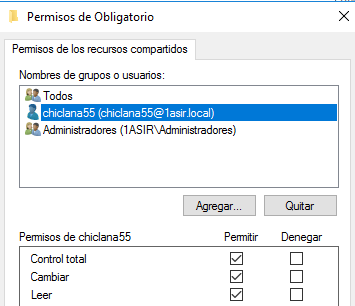 Permisos de Obligatorio
Permisos de los recursos compartidos
Nombres de grupos o usuarios:
Todos
chiclana55 (chiclana55@1asir.local)
Administradores (1ASIR\Administradores)
Agregar... Quitar
Permisos de chiclana55 Permitir Denegar
Control total
Cambiar
Leer